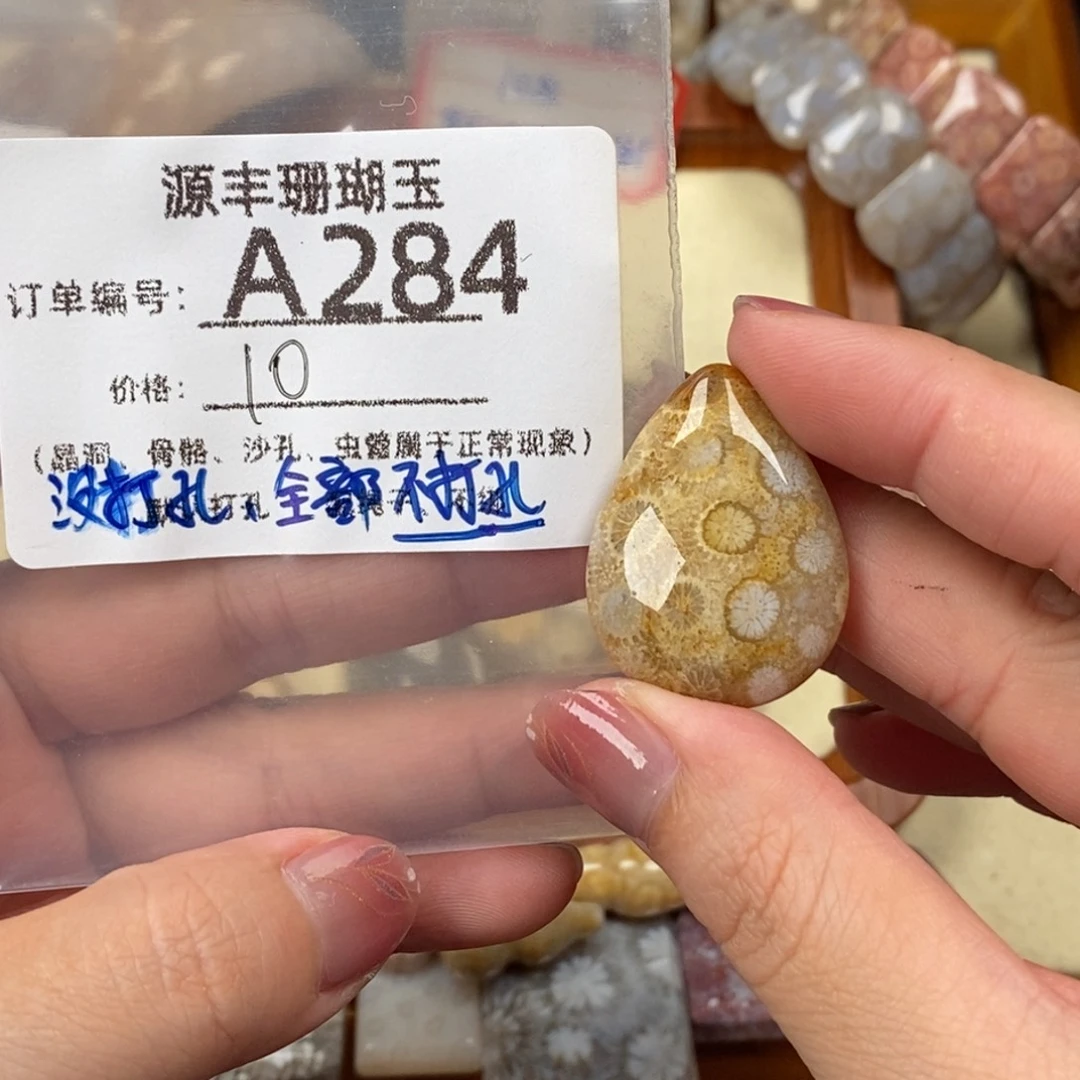 源丰珊瑚玉
订单编号: A284
价格: 10
(晶洞、骨骼、沙孔、虫管属于正常现象)
没打孔，全部不打孔